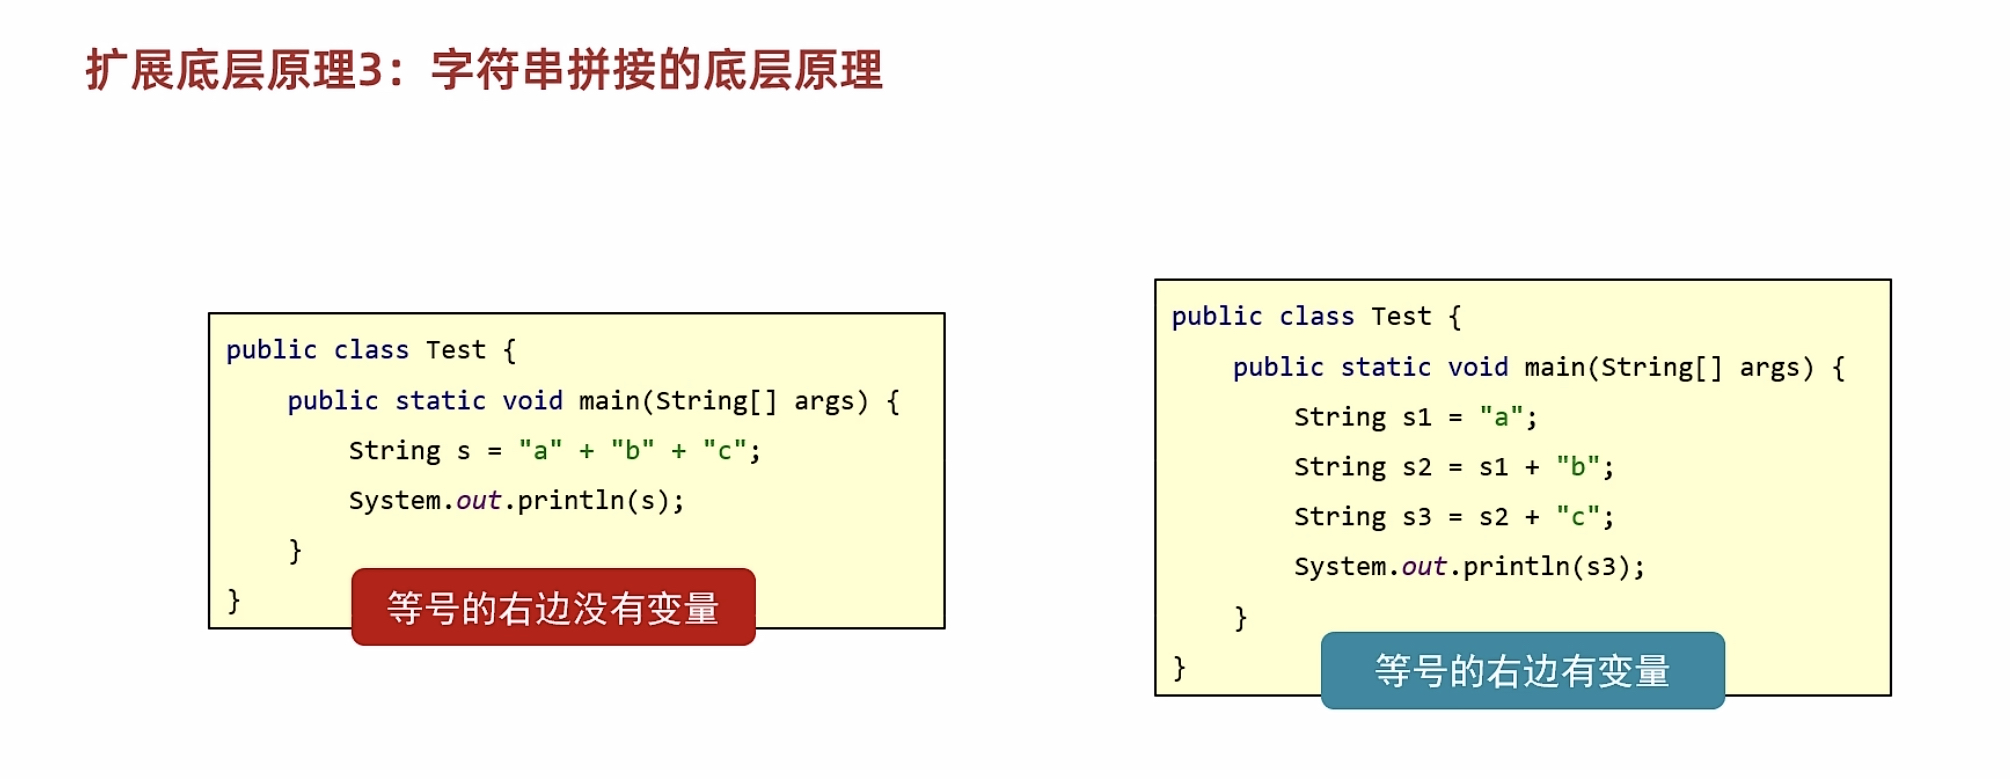 扩展底层原理3：字符串拼接的底层原理
public class Test {
    public static void main(String[] args) {
        String s = "a" + "b" + "c";
        System.out.println(s);
    }
}
等号的右边没有变量
public class Test {
    public static void main(String[] args) {
        String s1 = "a";
        String s2 = s1 + "b";
        String s3 = s2 + "c";
        System.out.println(s3);
    }
}
等号的右边有变量